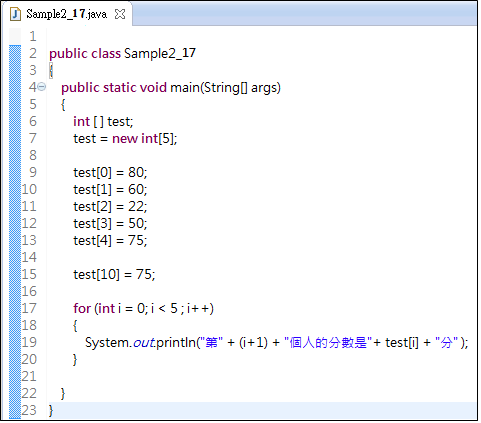 Sample2_17.java
1
2 public class Sample2_17
3 {
4 public static void main(String[] args)
5 {
6 int [ ] test;
7 test = new int[5];
8
9 test[0] = 80;
10 test[1] = 60;
11 test[2] = 22;
12 test[3] = 50;
13 test[4] = 75;
14
15 test[10] = 75;
16
17 for (int i = 0; i < 5 ; i++)
18 {
19 System.out.println("第" + (i+1) + "個人的分數是"+ test[i] + "分" );
20 }
21
22 }
23 }